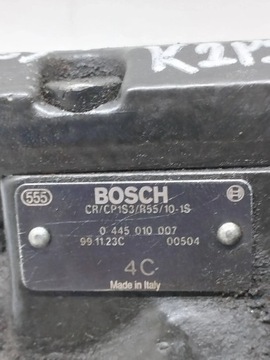 555 BOSCH
CR/CP1S3/R55/10-1S
0 445 010 007
99.11.23C 00504
4C
Made in Italy